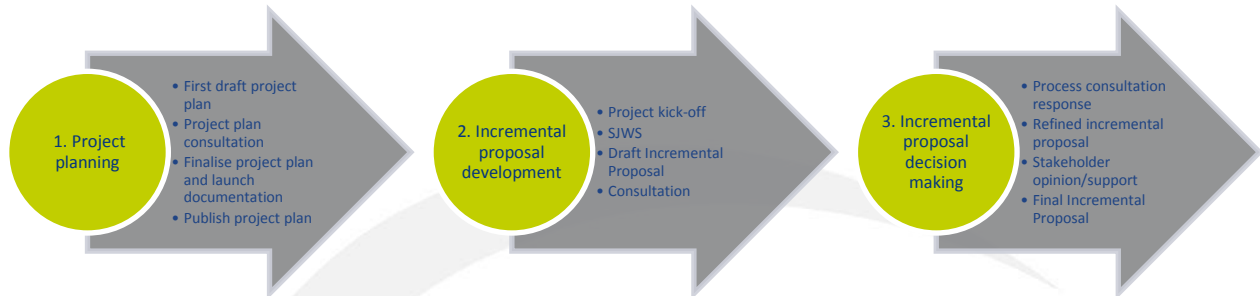 1. Project
planning
• First draft project
plan
• Project plan
consultation
• Finalise project plan
and launch
documentation
• Publish project plan
2. Incremental
proposal
development
• Project kick-off
• SJWS
• Draft Incremental
Proposal
• Consultation
3. Incremental
proposal
decision
making
• Process consultation
response
• Refined incremental
proposal
• Stakeholder
opinion/support
• Final Incremental
Proposal